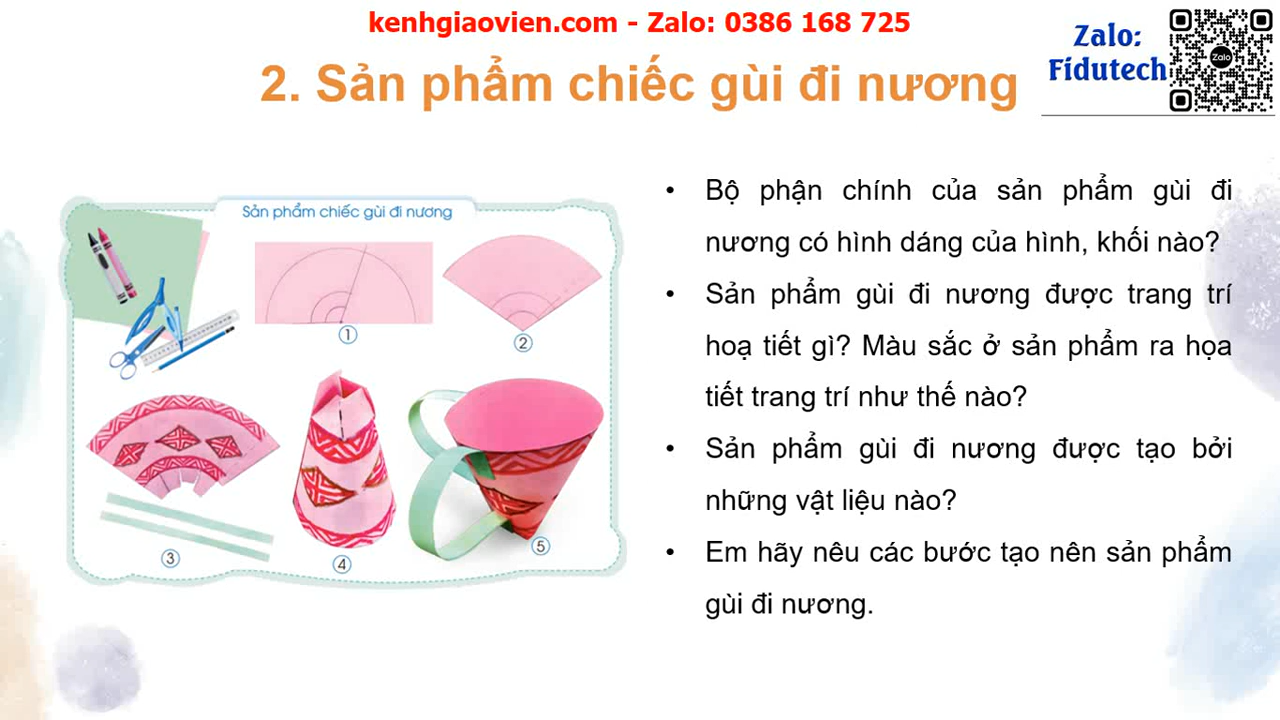 kenhgiaovien.com - Zalo: 0386 168 725
Zalo:
Fidutech
Zalo
2. Sản phẩm chiếc gùi đi nương
Sản phẩm chiếc gùi đi nương
1
2
3
4
5
• Bộ phận chính của sản phẩm gùi đi
nương có hình dáng của hình, khối nào?
• Sản phẩm gùi đi nương được trang trí
hoạ tiết gì? Màu sắc ở sản phẩm ra họa
tiết trang trí như thế nào?
• Sản phẩm gùi đi nương được tạo bởi
những vật liệu nào?
• Em hãy nêu các bước tạo nên sản phẩm
gùi đi nương.